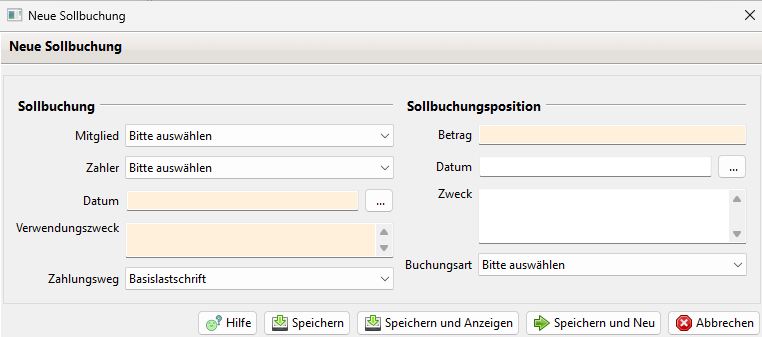 Neue Sollbuchung
Neue Sollbuchung
Sollbuchung
Mitglied Bitte auswählen
Zahler Bitte auswählen
Datum ...
Verwendungszweck
Zahlungsweg Basislastschrift
Sollbuchungsposition
Betrag
Datum ...
Zweck
Buchungsart Bitte auswählen
Hilfe Speichern Speichern und Anzeigen Speichern und Neu Abbrechen